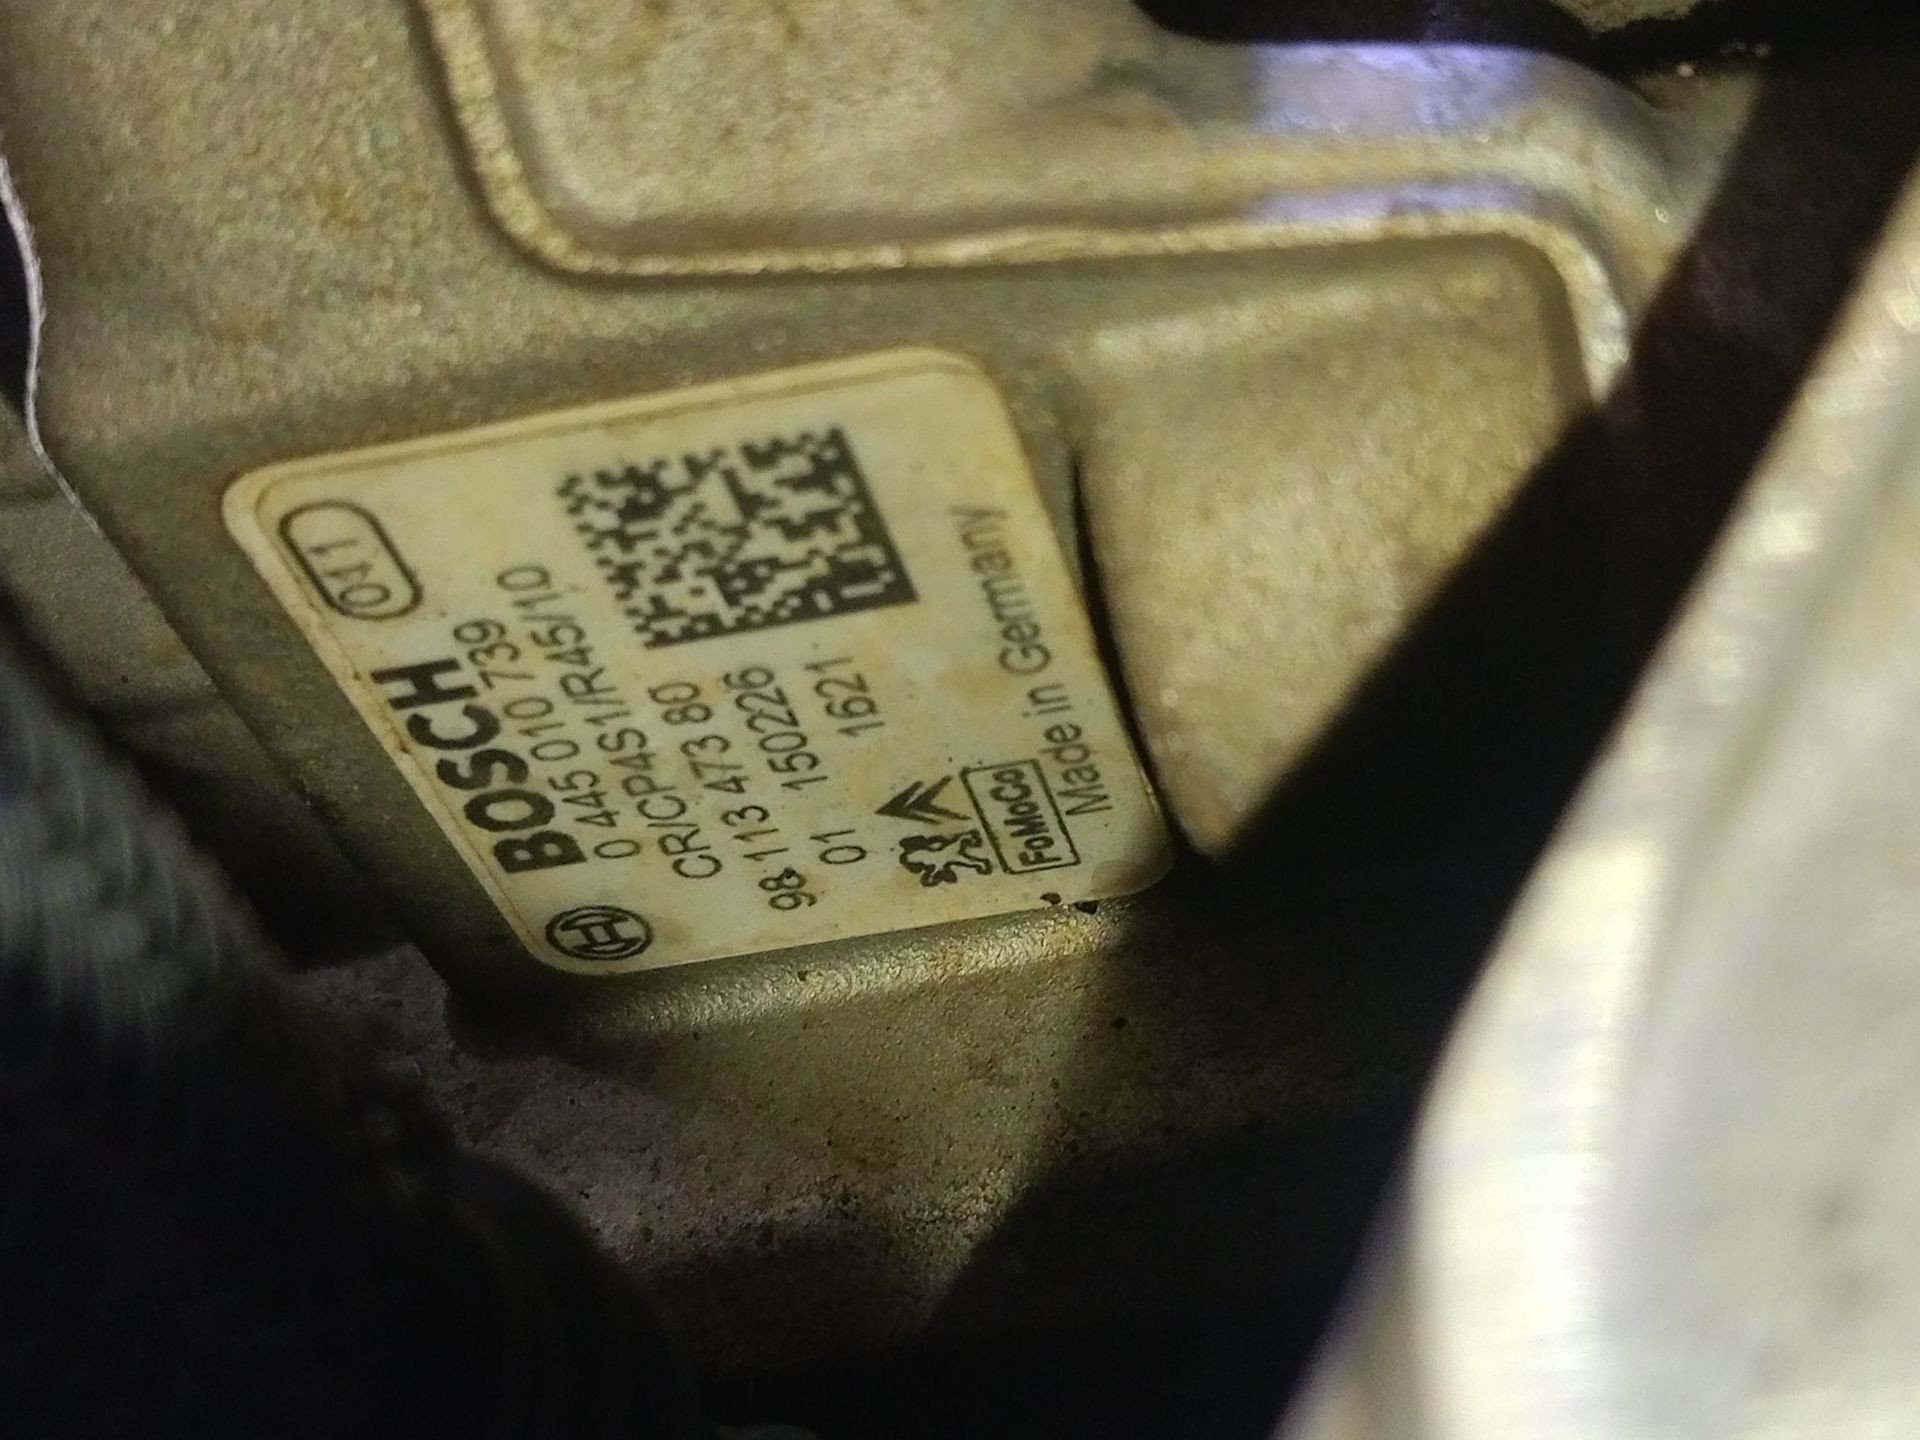 BOSCH 0411
0 445 010 739
CR/CP4S1/R45/10
98 113 473 80
01 1502226
1621
FoMoCo
Made in Germany